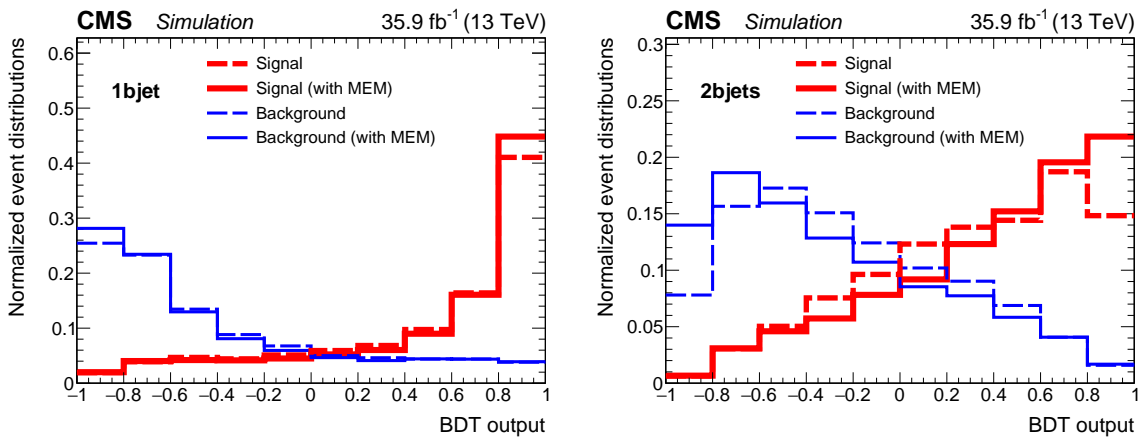 CMS Simulation 35.9 fb⁻¹ (13 TeV)
Normalized event distributions
0.6
0.5
0.4
0.3
0.2
0.1
0
1bjet
Signal
Signal (with MEM)
Background
Background (with MEM)
−1 −0.8 −0.6 −0.4 −0.2 0 0.2 0.4 0.6 0.8 1
BDT output
CMS Simulation 35.9 fb⁻¹ (13 TeV)
Normalized event distributions
0.3
0.25
0.2
0.15
0.1
0.05
0
2bjets
Signal
Signal (with MEM)
Background
Background (with MEM)
−1 −0.8 −0.6 −0.4 −0.2 0 0.2 0.4 0.6 0.8 1
BDT output